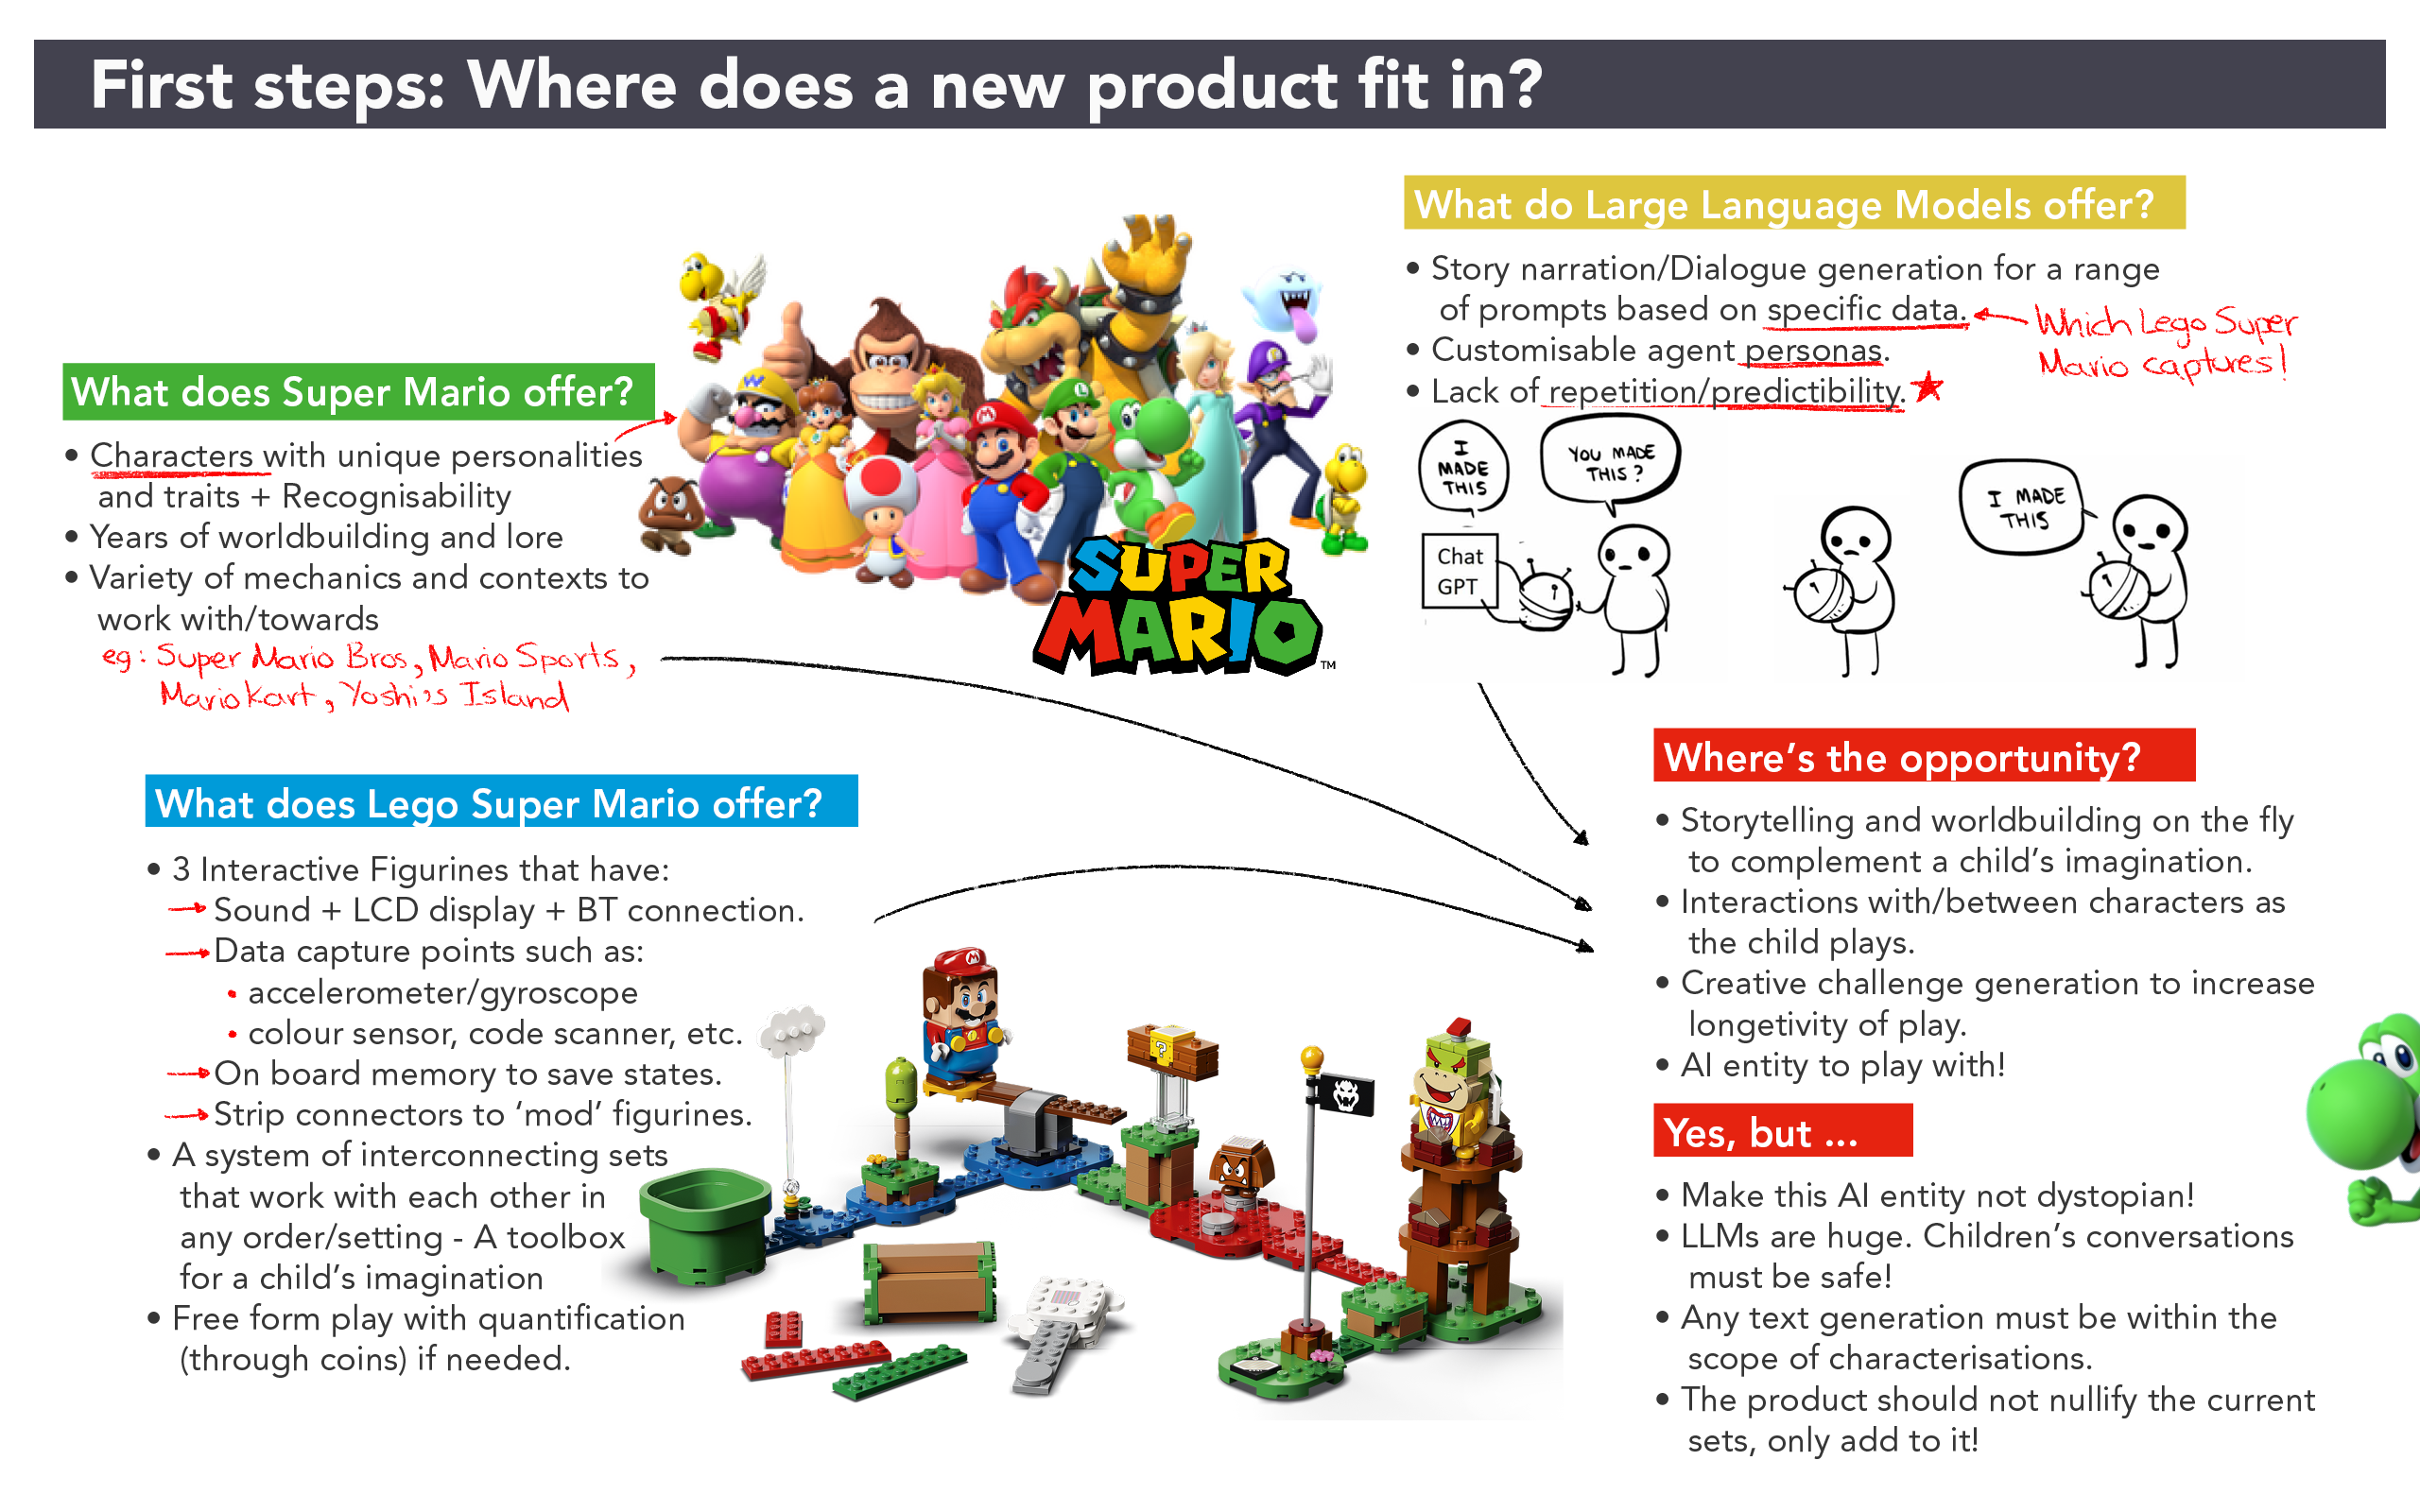 First steps: Where does a new product fit in?
What does Super Mario offer?
• Characters with unique personalities
and traits + Recognisability
• Years of worldbuilding and lore
• Variety of mechanics and contexts to
work with/towards
eg: Super Mario Bros, Mario Sports,
Mario Kart, Yoshi's Island
SUPER
MARIO™
What do Large Language Models offer?
• Story narration/Dialogue generation for a range
of prompts based on specific data.
Which Lego Super
Mario captures!
• Customisable agent personas.
• Lack of repetition/predictibility.
I
MADE
THIS
YOU MADE
THIS?
Chat
GPT
I MADE
THIS
What does Lego Super Mario offer?
• 3 Interactive Figurines that have:
Sound + LCD display + BT connection.
Data capture points such as:
• accelerometer/gyroscope
• colour sensor, code scanner, etc.
On board memory to save states.
Strip connectors to ‘mod’ figurines.
• A system of interconnecting sets
that work with each other in
any order/setting - A toolbox
for a child’s imagination
• Free form play with quantification
(through coins) if needed.
Where’s the opportunity?
• Storytelling and worldbuilding on the fly
to complement a child’s imagination.
• Interactions with/between characters as
the child plays.
• Creative challenge generation to increase
longetivity of play.
• AI entity to play with!
Yes, but ...
• Make this AI entity not dystopian!
• LLMs are huge. Children’s conversations
must be safe!
• Any text generation must be within the
scope of characterisations.
• The product should not nullify the current
sets, only add to it!